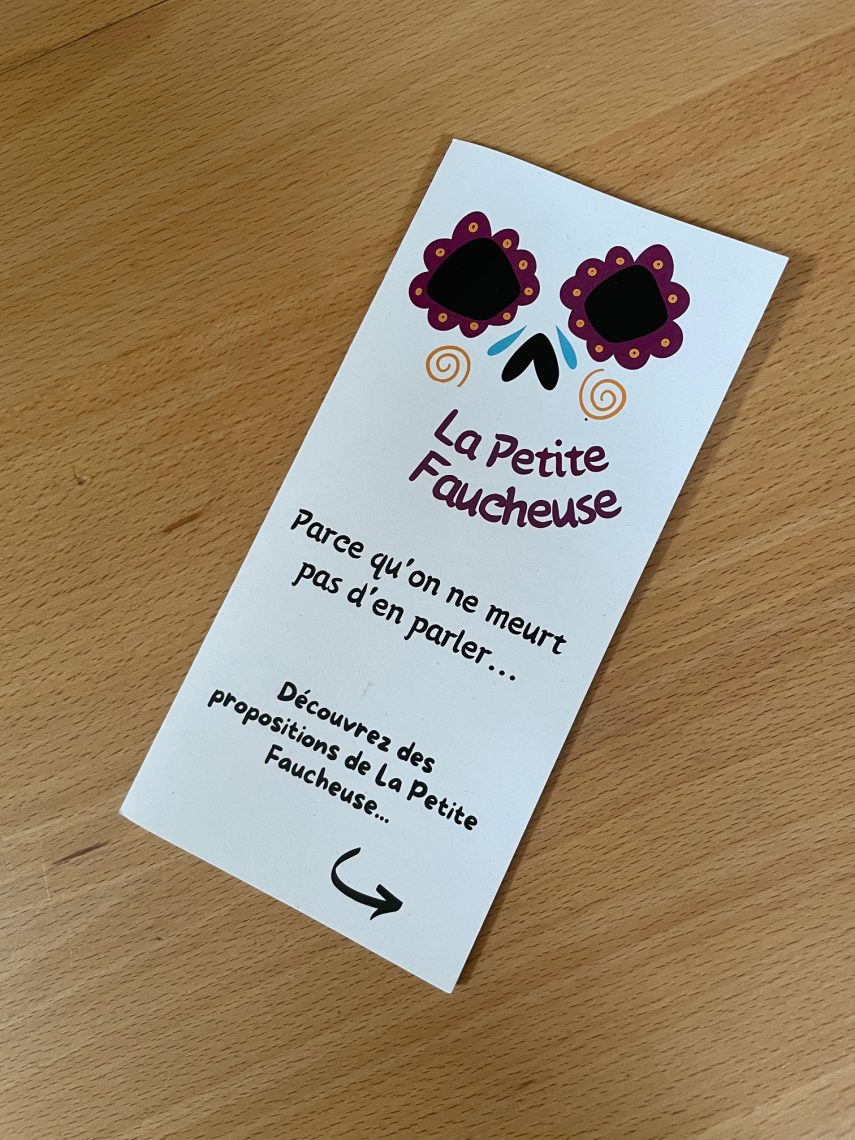 La Petite
Faucheuse
Parce qu'on ne meurt
pas d'en parler...
Découvrez des
propositions de La Petite
Faucheuse...